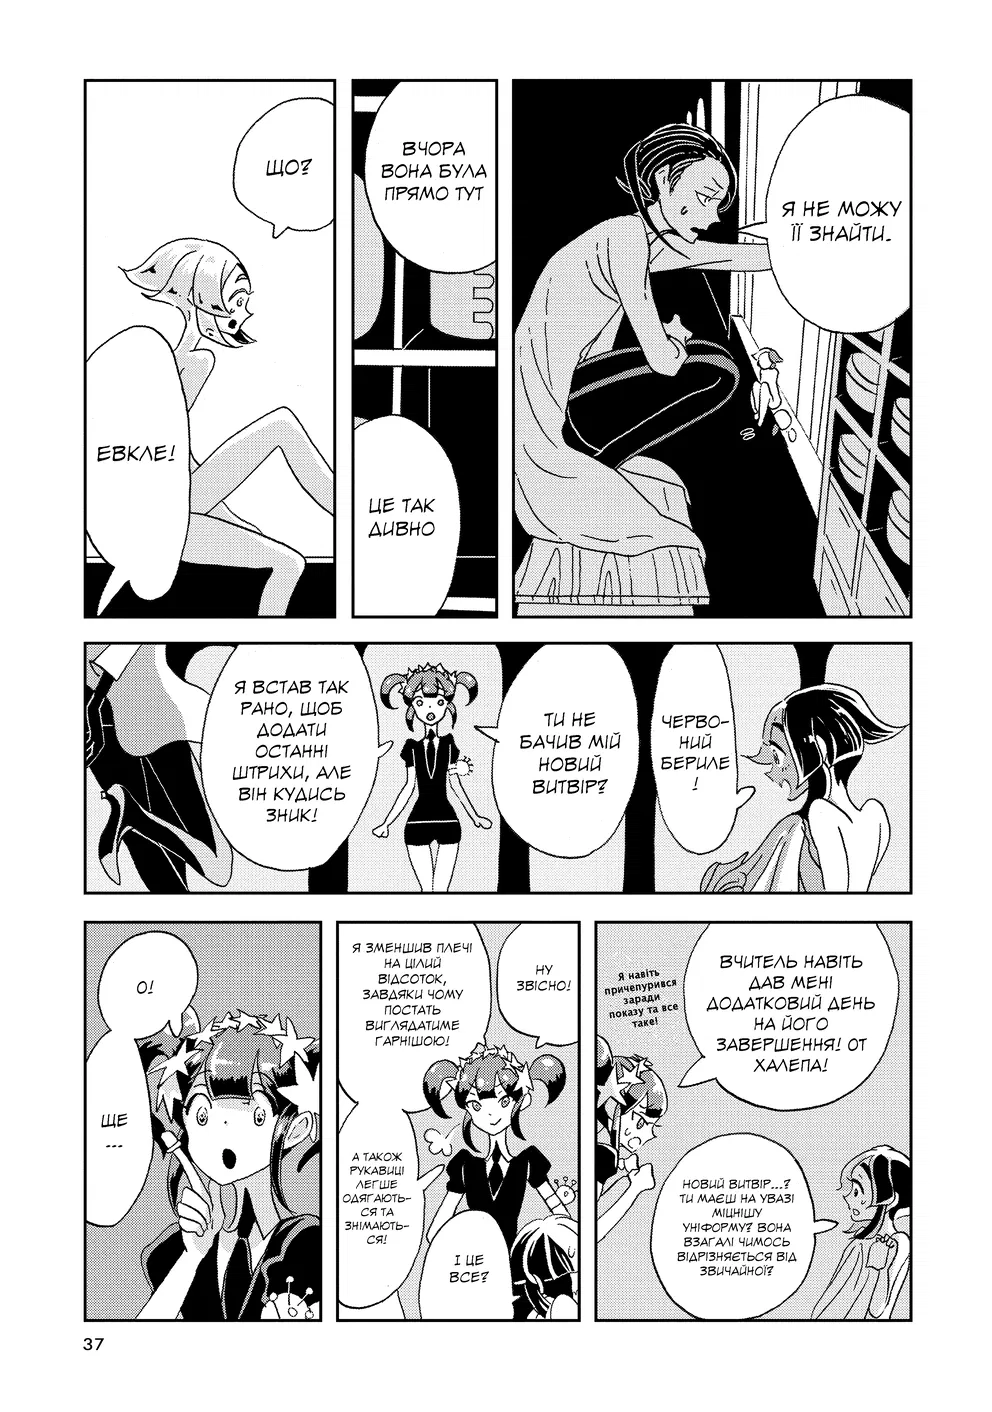 Я НЕ МОЖУ
ЇЇ ЗНАЙТИ.
ВЧОРА
ВОНА БУЛА
ПРЯМО ТУТ
ЦЕ ТАК
ДИВНО
ЩО?
ЕВКЛЕ!
ЧЕРВО-
НИЙ
БЕРИЛЕ
!
ТИ НЕ
БАЧИВ МІЙ
НОВИЙ
ВИТВІР?
Я ВСТАВ ТАК
РАНО, ЩОБ
ДОДАТИ
ОСТАННІ
ШТРИХИ, АЛЕ
ВІН КУДИСЬ
ЗНИК!
ВЧИТЕЛЬ НАВІТЬ
ДАВ МЕНІ
ДОДАТКОВИЙ ДЕНЬ
НА ЙОГО
ЗАВЕРШЕННЯ! ОТ
ХАЛЕПА!
Я навіть
причепурився
заради
показу та все
таке!
НОВИЙ ВИТВІР...?
ТИ МАЄШ НА УВАЗІ
МІЦНІШУ
УНІФОРМУ? ВОНА
ВЗАГАЛІ ЧИМОСЬ
ВІДРІЗНЯЄТЬСЯ ВІД
ЗВИЧАЙНОЇ?
НУ
ЗВІСНО!
Я ЗМЕНШИВ ПЛЕЧІ
НА ЦІЛИЙ
ВІДСОТОК,
ЗАВДЯКИ ЧОМУ
ПОСТАТЬ
ВИГЛЯДАТИМЕ
ГАРНІШОЮ!
А ТАКОЖ
РУКАВИЦІ
ЛЕГШЕ
ОДЯГАЮТЬ-
СЯ ТА
ЗНІМАЮТЬ-
СЯ!
І ЦЕ
ВСЕ?
О!
ЩЕ
...
37